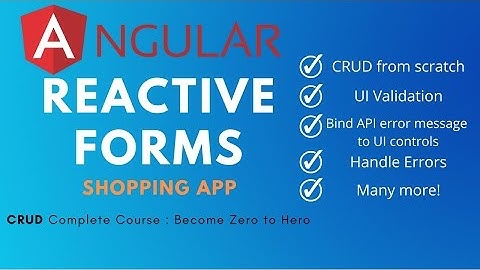 ANGULAR
REACTIVE
FORMS
SHOPPING APP
CRUD Complete Course : Become Zero to Hero
CRUD from scratch
UI Validation
Bind API error message
to UI controls
Handle Errors
Many more!